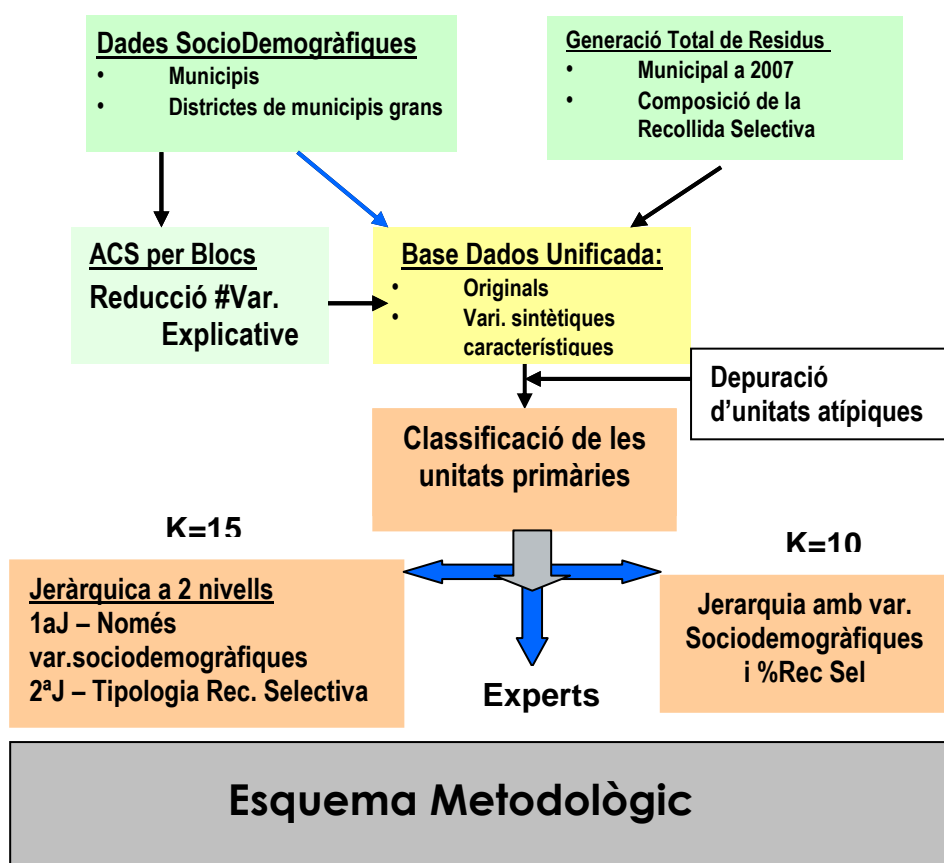 Dades SocioDemogràfiques
• Municipis
• Districtes de municipis grans
Generació Total de Residus
• Municipal a 2007
• Composició de la
Recollida Selectiva
ACS per Blocs
Reducció #Var.
Explicative
Base Dados Unificada:
• Originals
• Vari. sintètiques
característiques
Depuració
d'unitats atípiques
Classificació de les
unitats primàries
K=15
K=10
Jeràrquica a 2 nivells
1aJ – Només
var.sociodemogràfiques
2ªJ – Tipologia Rec. Selectiva
Jerarquia amb var.
Sociodemogràfiques
i %Rec Sel
Experts
Esquema Metodològic